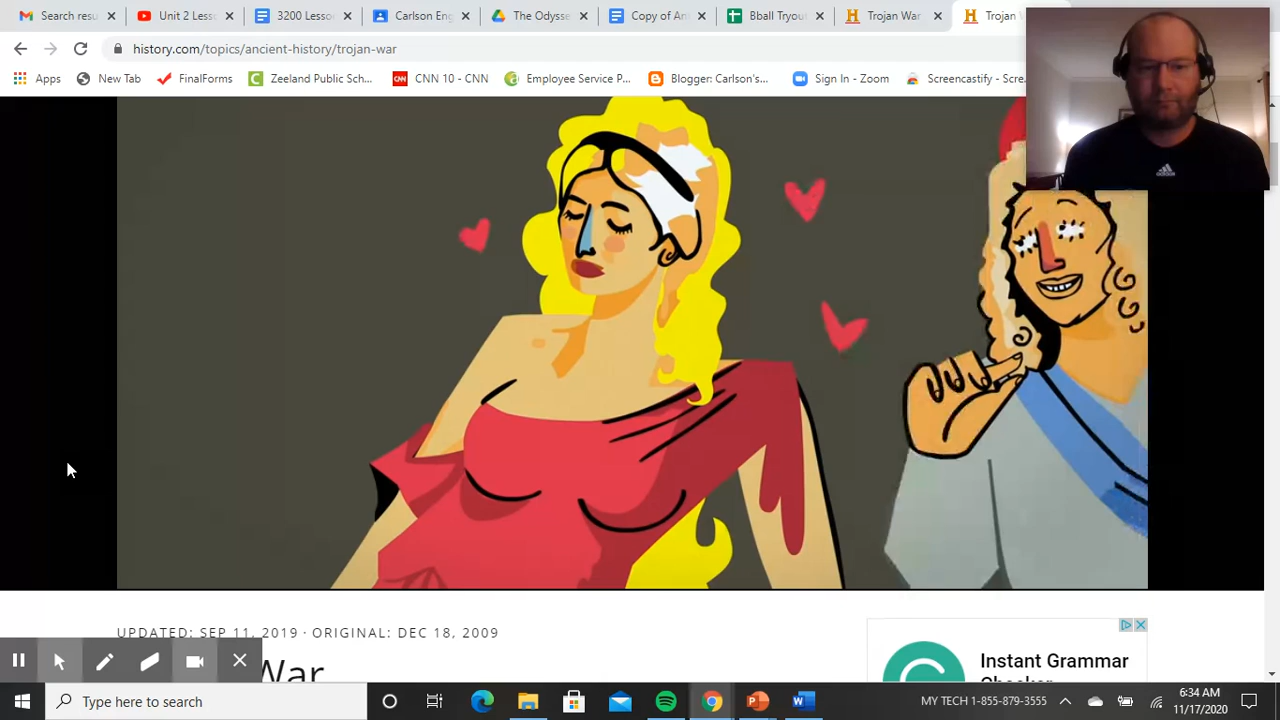 Search resu
Unit 2 Less
3200 Lesso
Carlson Eng
The Odysse
Copy of An
Bball Tryou
Trojan War
Trojan
history.com/topics/ancient-history/trojan-war
Apps New Tab FinalForms Zeeland Public Sch... CNN 10 - CNN Employee Service P... Blogger: Carlson's... Sign In - Zoom Screencastify - Scre...
UPDATED: SEP 11, 2019 · ORIGINAL: DEC 18, 2009
War
Instant Grammar
Type here to search
MY TECH 1-855-879-3555
6:34 AM
11/17/2020